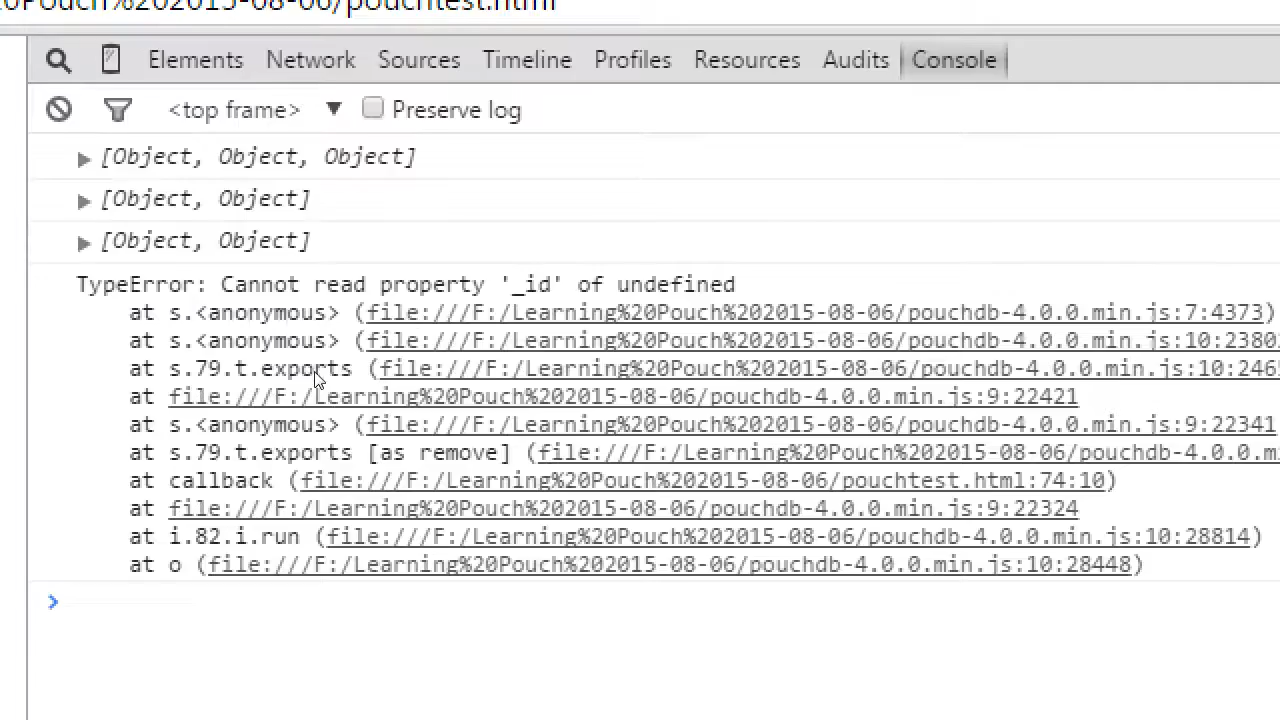 0Pouch%202015-08-06/pouchtest.html
Elements Network Sources Timeline Profiles Resources Audits Console
<top frame> ▼ Preserve log
▶ [Object, Object, Object]
▶ [Object, Object]
▶ [Object, Object]
TypeError: Cannot read property '_id' of undefined
at s.<anonymous> (file:///F:/Learning%20Pouch%202015-08-06/pouchdb-4.0.0.min.js:7:4373)
at s.<anonymous> (file:///F:/Learning%20Pouch%202015-08-06/pouchdb-4.0.0.min.js:10:2380
at s.79.t.exports (file:///F:/Learning%20Pouch%202015-08-06/pouchdb-4.0.0.min.js:10:246
at file:///F:/Learning%20Pouch%202015-08-06/pouchdb-4.0.0.min.js:9:22421
at s.<anonymous> (file:///F:/Learning%20Pouch%202015-08-06/pouchdb-4.0.0.min.js:9:22341
at s.79.t.exports [as remove] (file:///F:/Learning%20Pouch%202015-08-06/pouchdb-4.0.0.m
at callback (file:///F:/Learning%20Pouch%202015-08-06/pouchtest.html:74:10)
at file:///F:/Learning%20Pouch%202015-08-06/pouchdb-4.0.0.min.js:9:22324
at i.82.i.run (file:///F:/Learning%20Pouch%202015-08-06/pouchdb-4.0.0.min.js:10:28814)
at o (file:///F:/Learning%20Pouch%202015-08-06/pouchdb-4.0.0.min.js:10:28448)